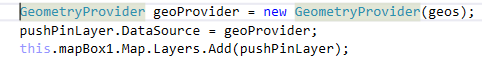 GeometryProvider geoProvider = new GeometryProvider(geos);
pushPinLayer.DataSource = geoProvider;
this.mapBox1.Map.Layers.Add(pushPinLayer);